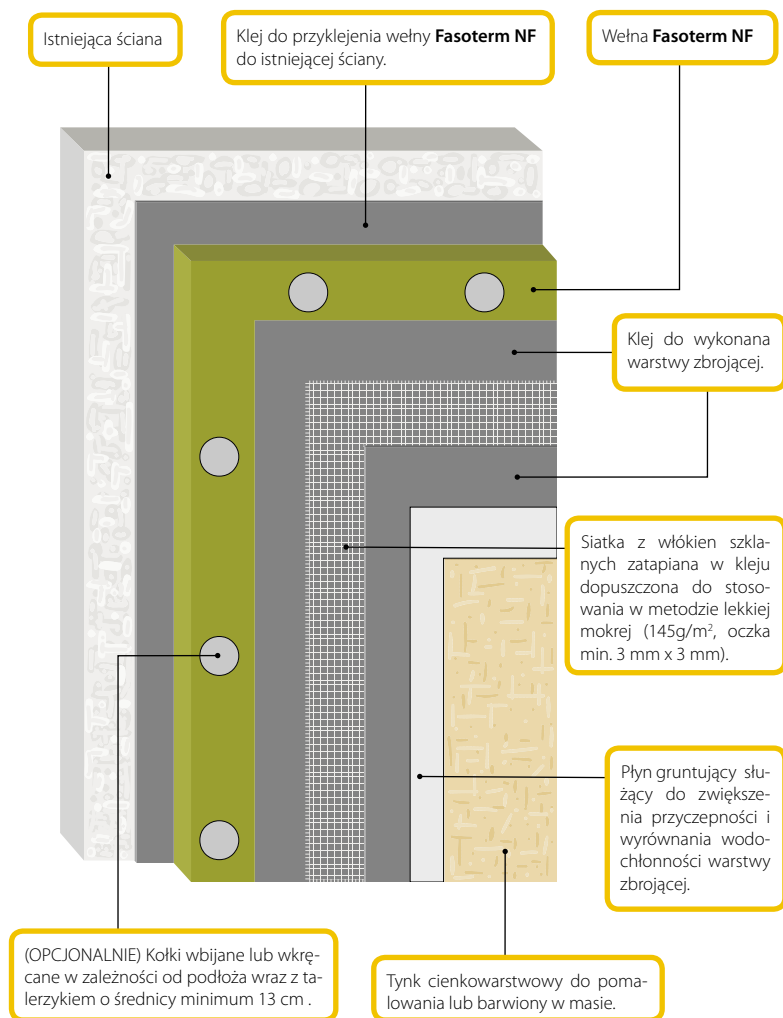 Istniejąca ściana
Klej do przyklejenia wełny Fasoterm NF
do istniejącej ściany.
Wełna Fasoterm NF
Klej do wykonana
warstwy zbrojącej.
Siatka z włókien szkla-
nych zatapiana w kleju
dopuszczona do stoso-
wania w metodzie lekkiej
mokrej (145g/m², oczka
min. 3 mm x 3 mm).
Płyn gruntujący słu-
żący do zwiększe-
nia przyczepności i
wyrównania wodo-
chłonności warstwy
zbrojącej.
(OPCJONALNIE) Kołki wbijane lub wkrę-
cane w zależności od podłoża wraz z ta-
lerzykiem o średnicy minimum 13 cm .
Tynk cienkowarstwowy do poma-
lowania lub barwiony w masie.